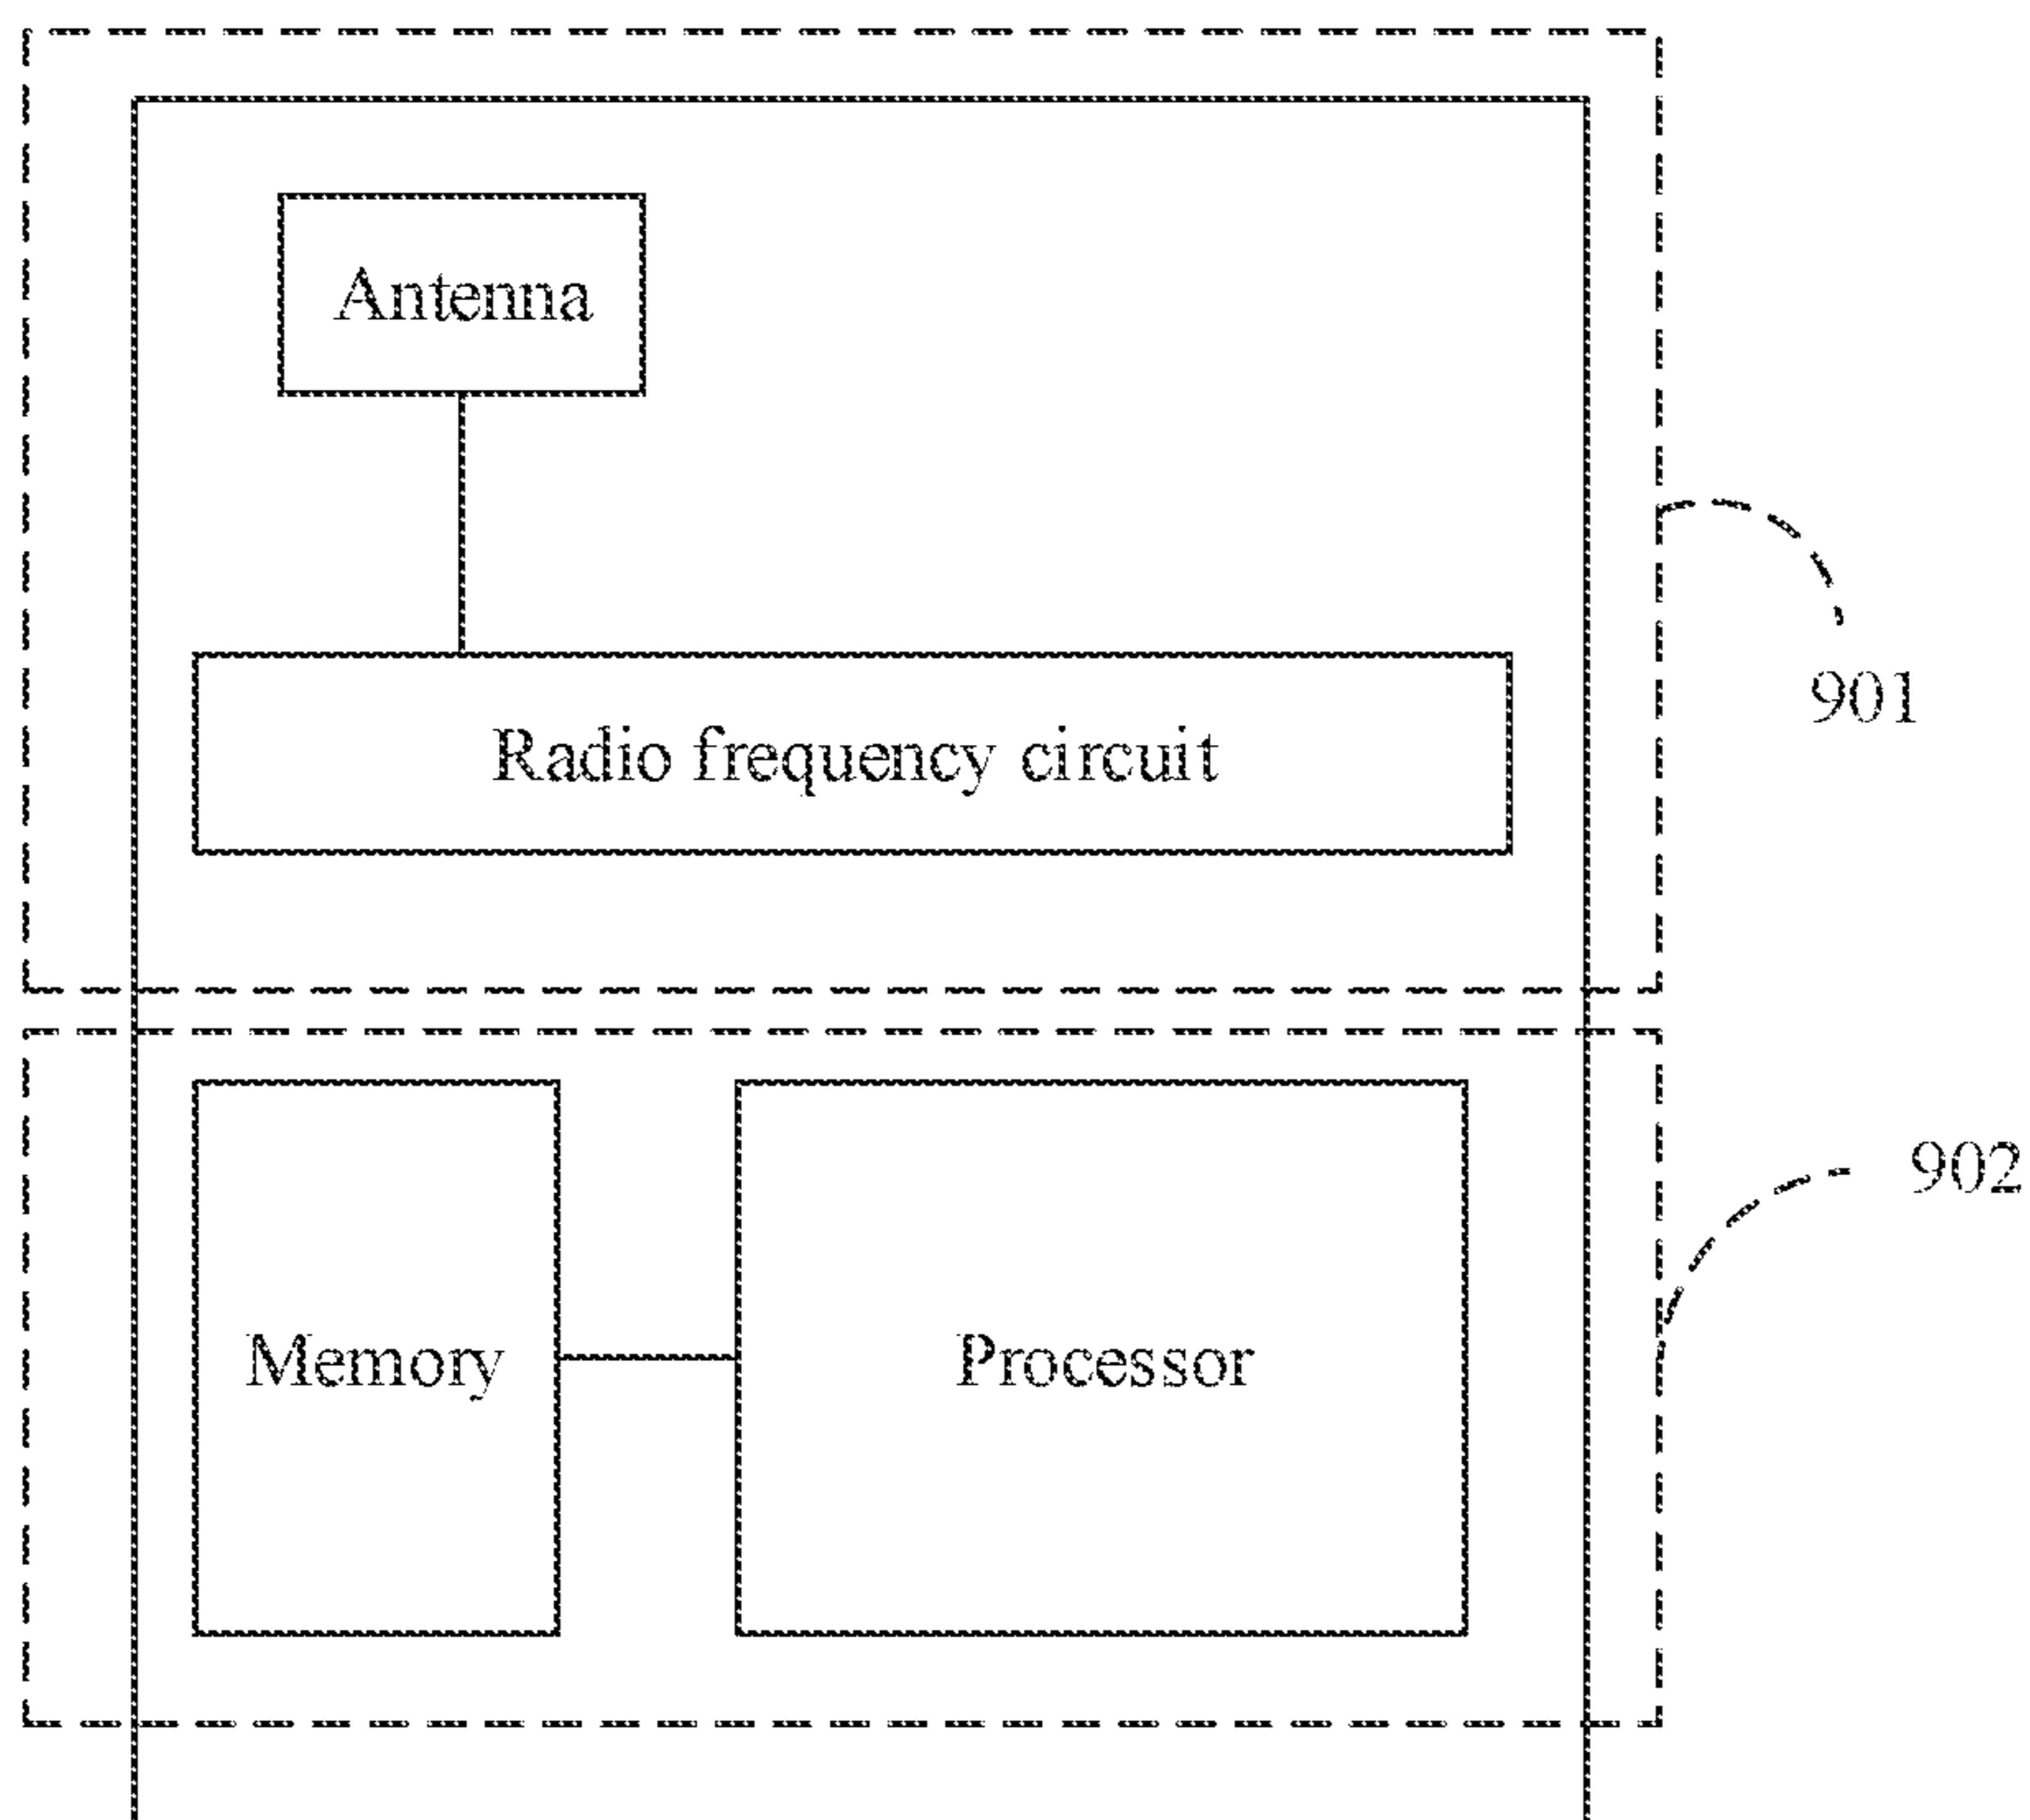 Antenna
901
Radio frequency circuit
902
Memory
Processor